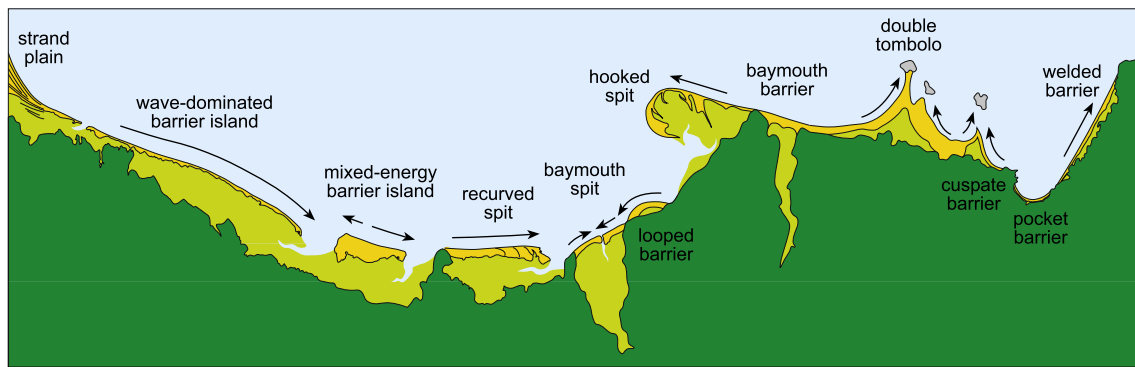 strand
plain
wave-dominated
barrier island
mixed-energy
barrier island
recurved
spit
baymouth
spit
hooked
spit
looped
barrier
baymouth
barrier
double
tombolo
cuspate
barrier
pocket
barrier
welded
barrier